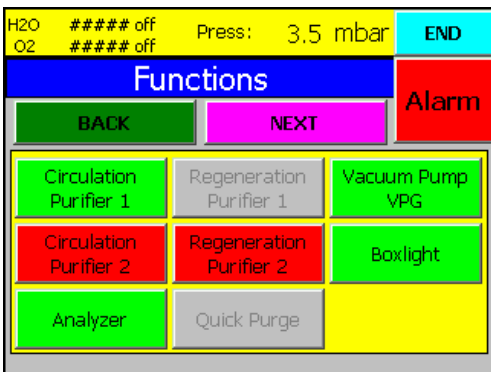 H2O ##### off
O2 ##### off
Press: 3.5 mbar
END
Functions
Alarm
BACK
NEXT
Circulation
Purifier 1
Regeneration
Purifier 1
Vacuum Pump
VPG
Circulation
Purifier 2
Regeneration
Purifier 2
Boxlight
Analyzer
Quick Purge